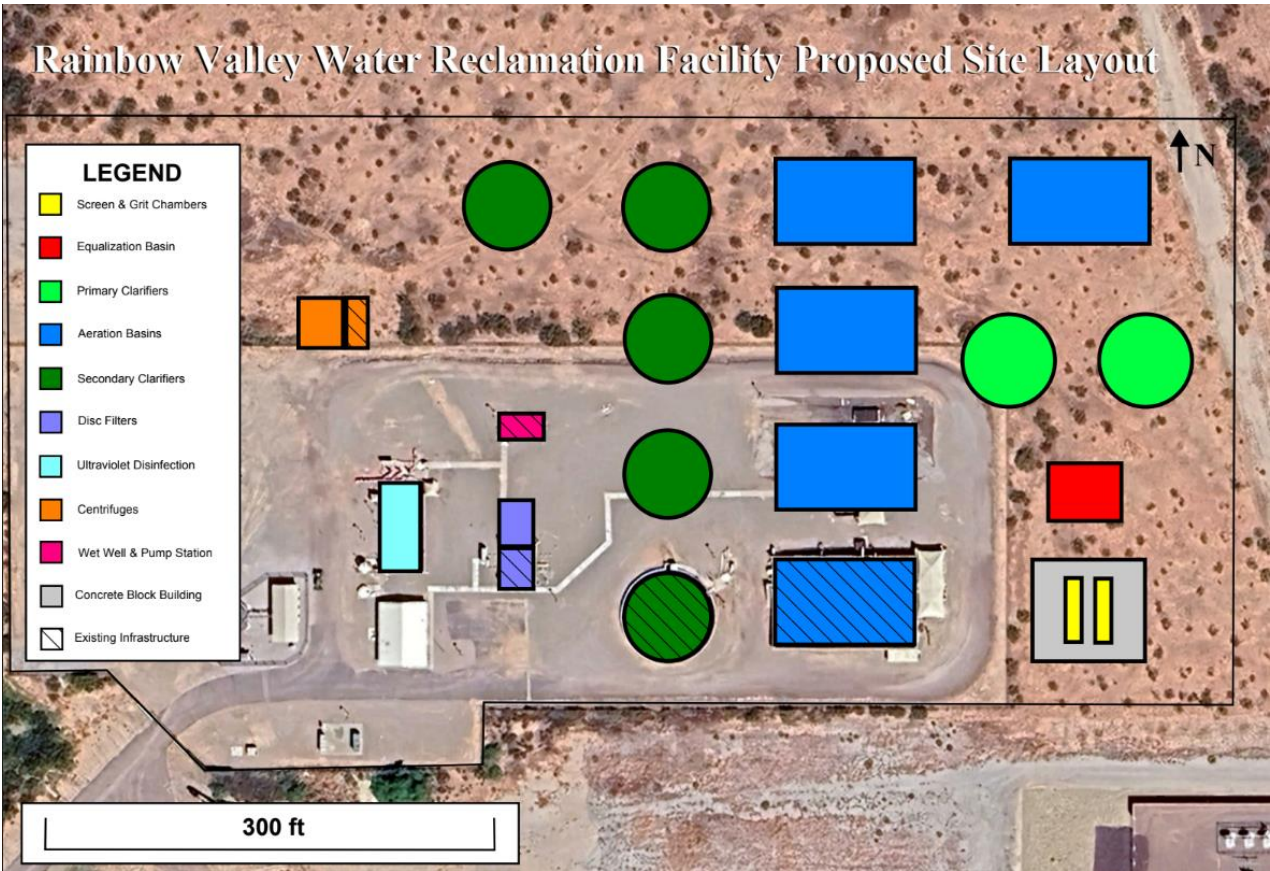 Rainbow Valley Water Reclamation Facility Proposed Site Layout
N
LEGEND
Screen & Grit Chambers
Equalization Basin
Primary Clarifiers
Aeration Basins
Secondary Clarifiers
Disc Filters
Ultraviolet Disinfection
Centrifuges
Wet Well & Pump Station
Concrete Block Building
Existing Infrastructure
300 ft